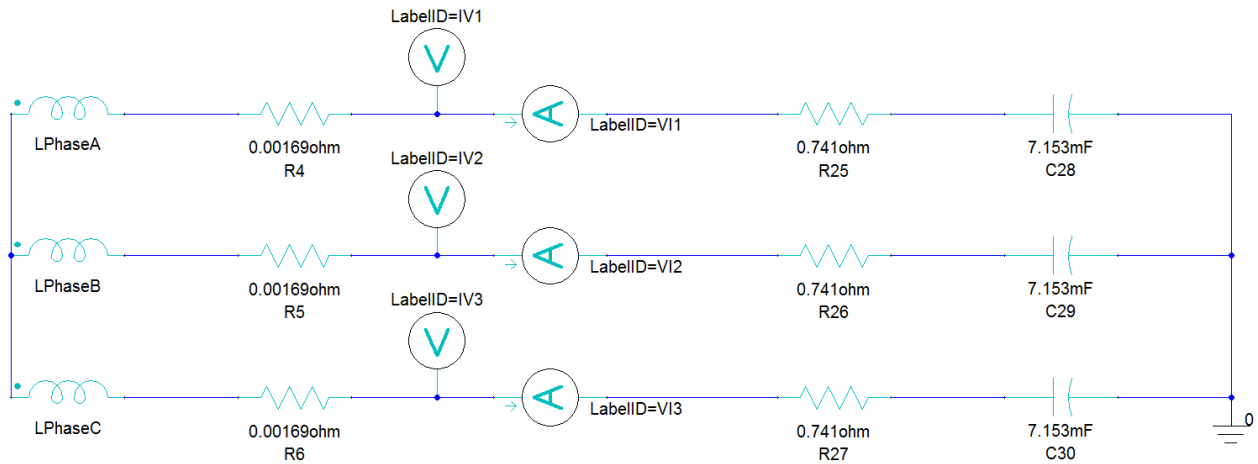 LabelID=IV1
LabelID=VI1
LPhaseA
0.00169ohm
R4
0.741ohm
R25
7.153mF
C28
LabelID=IV2
LabelID=VI2
LPhaseB
0.00169ohm
R5
0.741ohm
R26
7.153mF
C29
LabelID=IV3
LabelID=VI3
LPhaseC
0.00169ohm
R6
0.741ohm
R27
7.153mF
C30
0
V
A
V
A
V
A